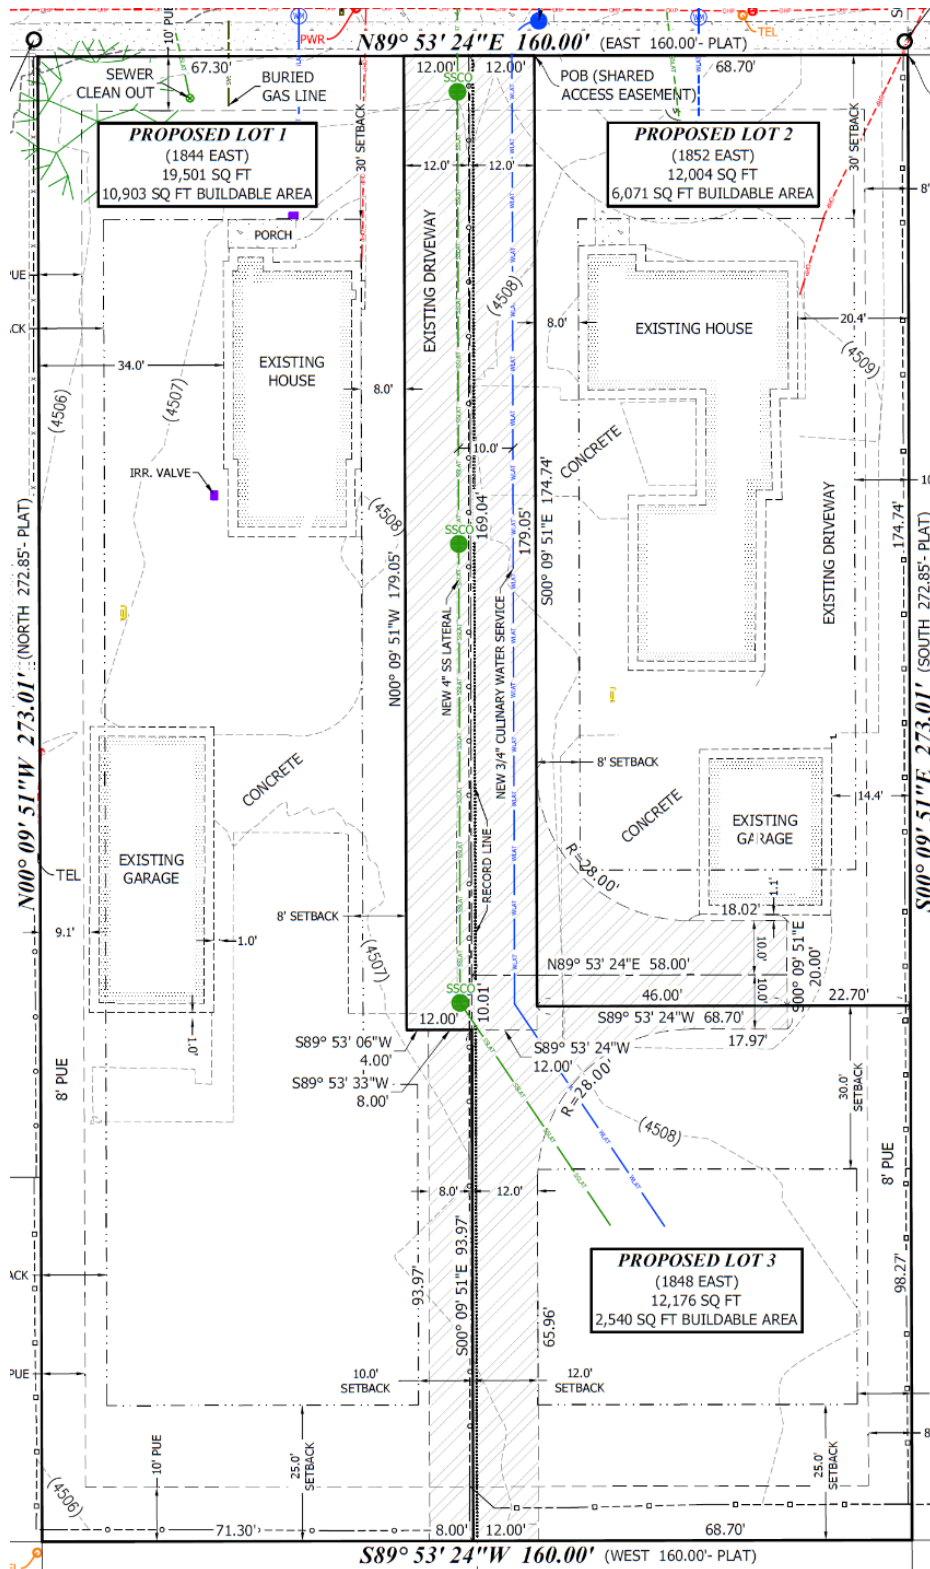 WM
WM
S
PWR
TEL
N89° 53' 24"E  160.00'  (EAST  160.00'- PLAT)
10' PUE
67.30'
12.00'
12.00'
68.70'
SEWER
CLEAN OUT
BURIED
GAS LINE
SSCO
POB (SHARED
ACCESS EASEMENT)
PROPOSED LOT 1
(1844 EAST)
19,501 SQ FT
10,903 SQ FT BUILDABLE AREA
30' SETBACK
12.0'
12.0'
PROPOSED LOT 2
(1852 EAST)
12,004 SQ FT
6,071 SQ FT BUILDABLE AREA
30' SETBACK
8'
PORCH
EXISTING DRIVEWAY
PUE
(4508)
ACK
8.0'
EXISTING HOUSE
20.4'
(4509)
34.0'
EXISTING
HOUSE
8.0'
(4506)
(4507)
10.0'
CONCRETE
IRR. VALVE
(4508)
10
SSCO
169.04'
179.05'
S00° 09' 51"E  174.74'
174.74'
EXISTING DRIVEWAY
N00° 09' 51"W  179.05'
NEW 4" SS LATERAL
NEW 3/4" CULINARY WATER SERVICE
N00° 09' 51"W  273.01'  (NORTH  272.85'- PLAT)
S00° 09' 51"E  273.01'  (SOUTH  272.85'- PLAT)
CONCRETE
8' SETBACK
CONCRETE
14.4'
EXISTING
GARAGE
RECORD LINE
EXISTING
GARAGE
R=28.00'
TEL
1.1'
8' SETBACK
18.02'
9.1'
1.0'
(4507)
10.0'
S00° 09' 51"E
20.00'
N89° 53' 24"E  58.00'
SSCO
10.01'
46.00'
10.0'
22.70'
12.00'
S89° 53' 24"W  68.70'
1.0'
S89° 53' 06"W
4.00'
S89° 53' 24"W
12.00'
17.97'
S89° 53' 33"W
8.00'
8' PUE
R=28.00'
30.0'
SETBACK
(4508)
8' PUE
8.0'
12.0'
S00° 09' 51"E  93.97'
93.97'
PROPOSED LOT 3
(1848 EAST)
12,176 SQ FT
2,540 SQ FT BUILDABLE AREA
98.27'
ACK
65.96'
PUE
10.0'
SETBACK
12.0'
SETBACK
8
10' PUE
25.0'
SETBACK
25.0'
SETBACK
(4506)
71.30'
8.00'
12.00'
68.70'
S89° 53' 24"W  160.00'  (WEST  160.00'- PLAT)
EL